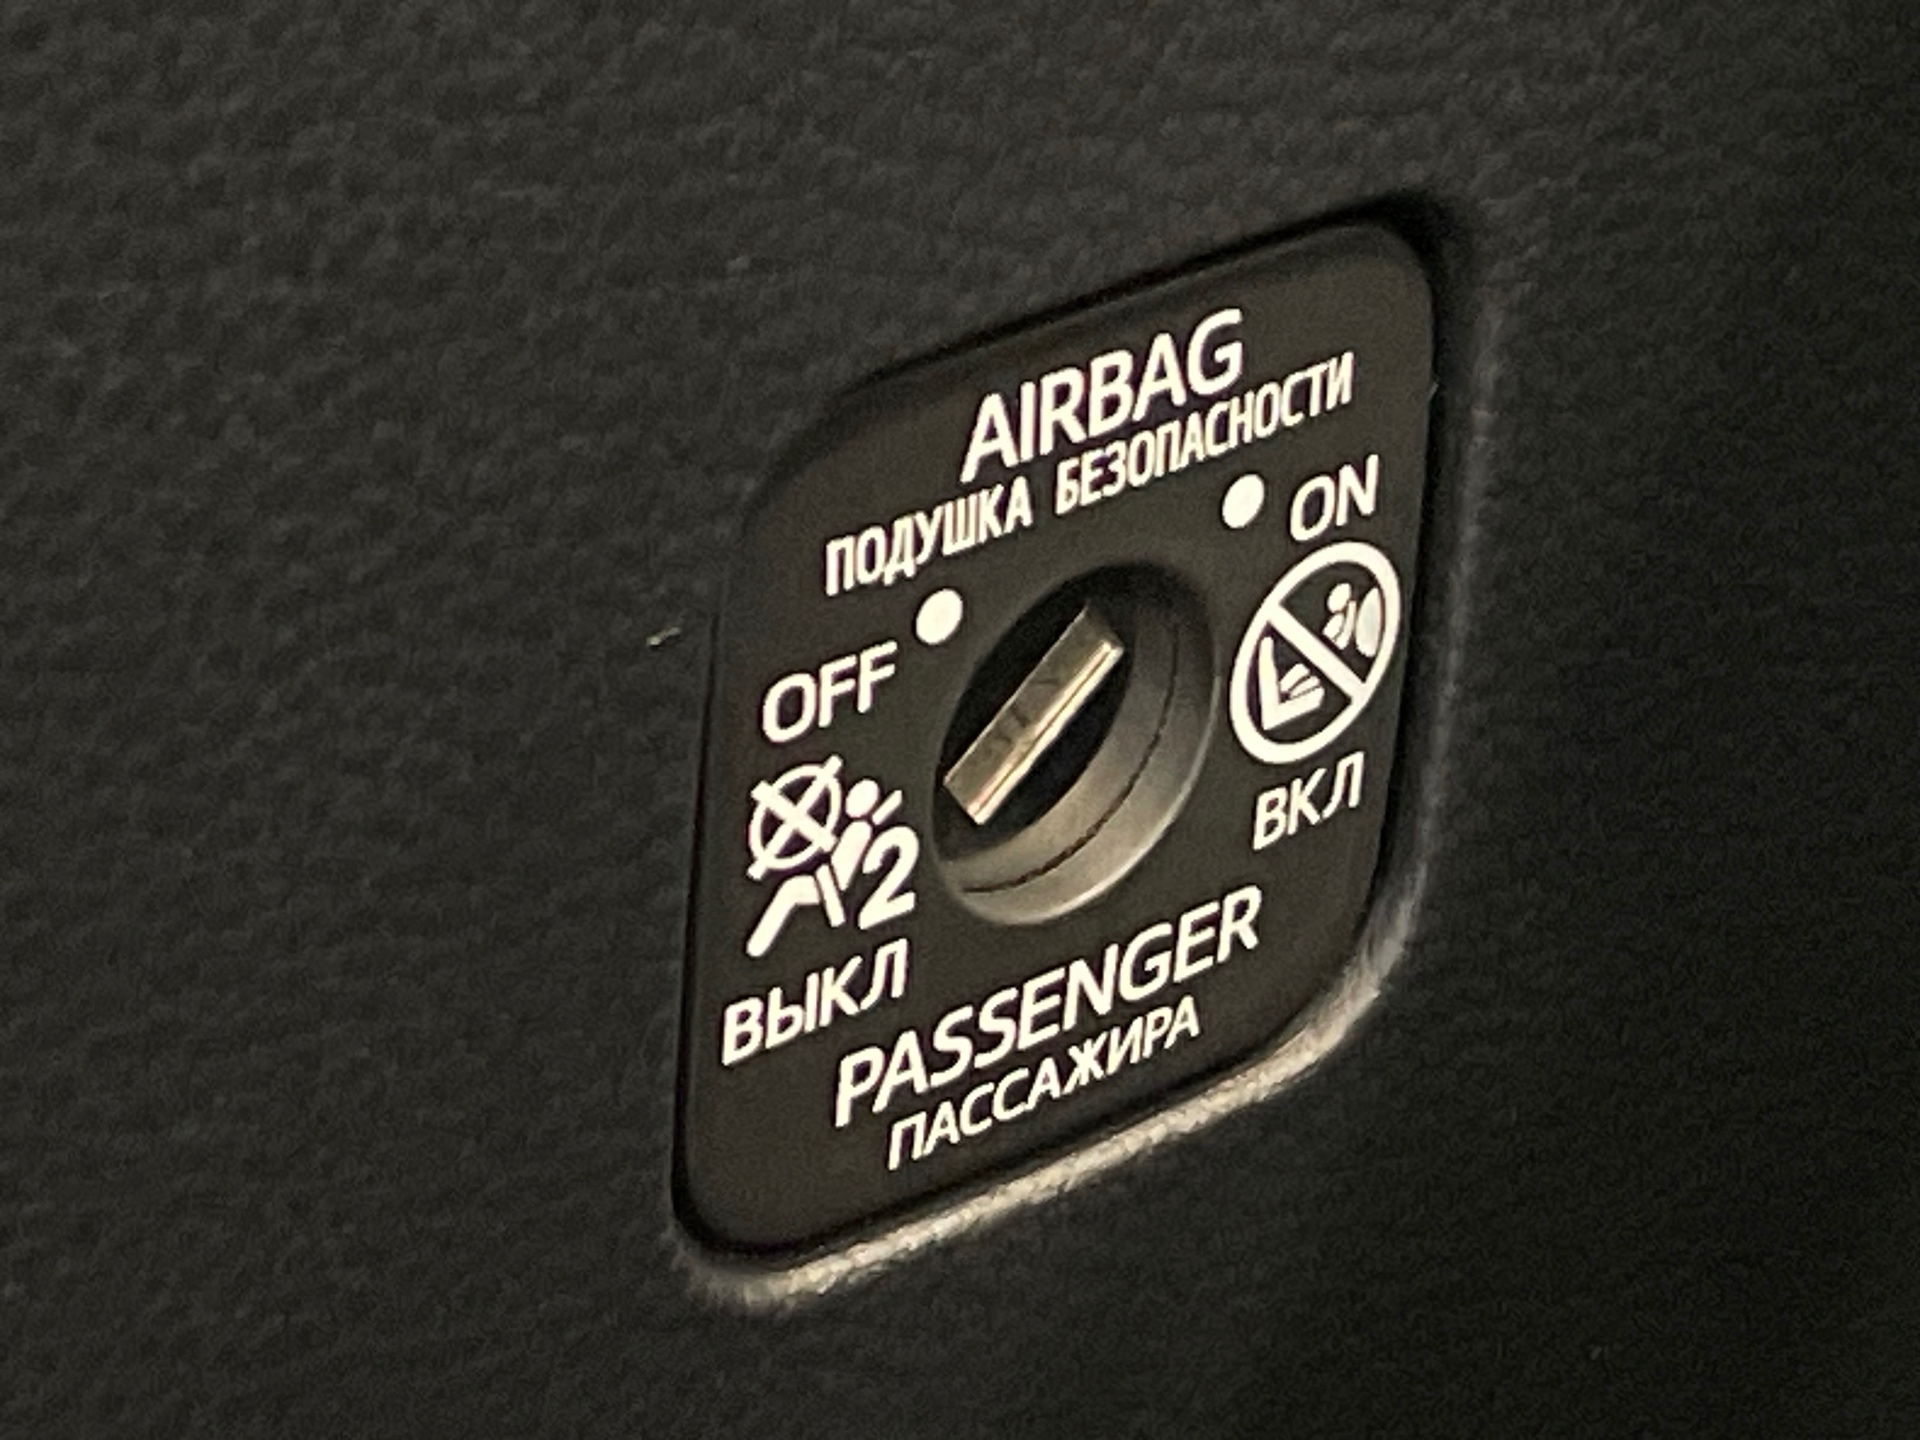 AIRBAG
ПОДУШКА БЕЗОПАСНОСТИ
OFF
ON
2
ВЫКЛ
ВКЛ
PASSENGER
ПАССАЖИРА